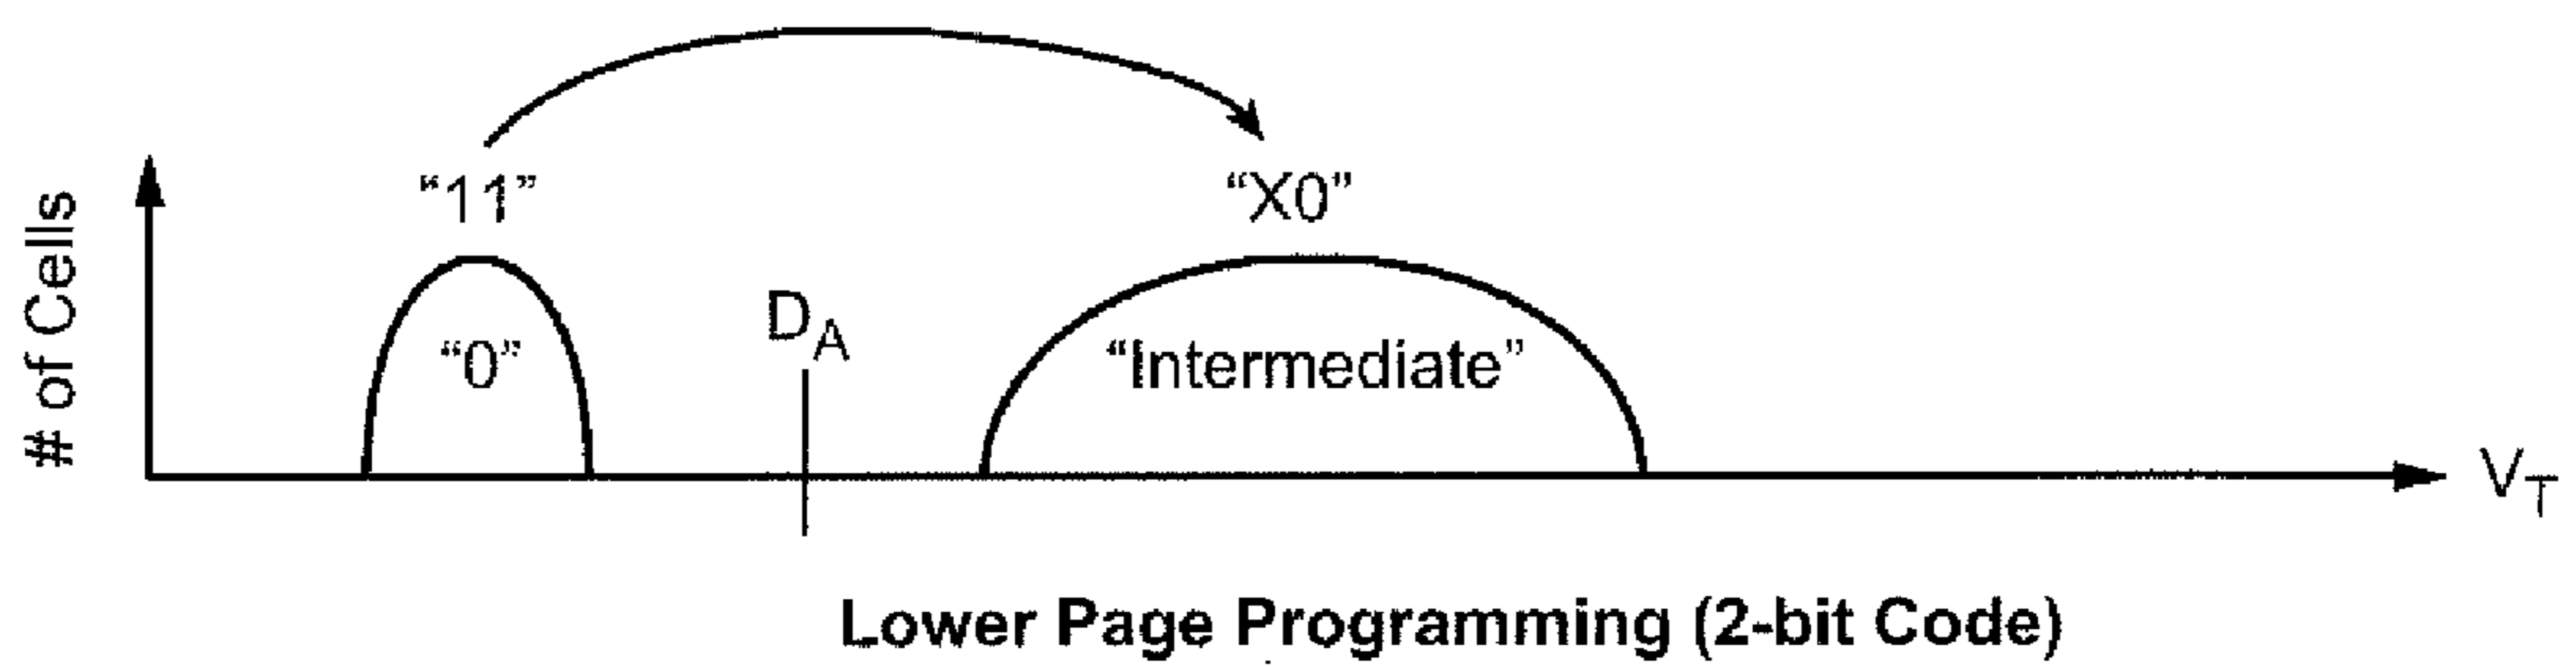 “11”
“X0”
# of Cells
“0”
DA
“Intermediate”
VT
Lower Page Programming (2-bit Code)